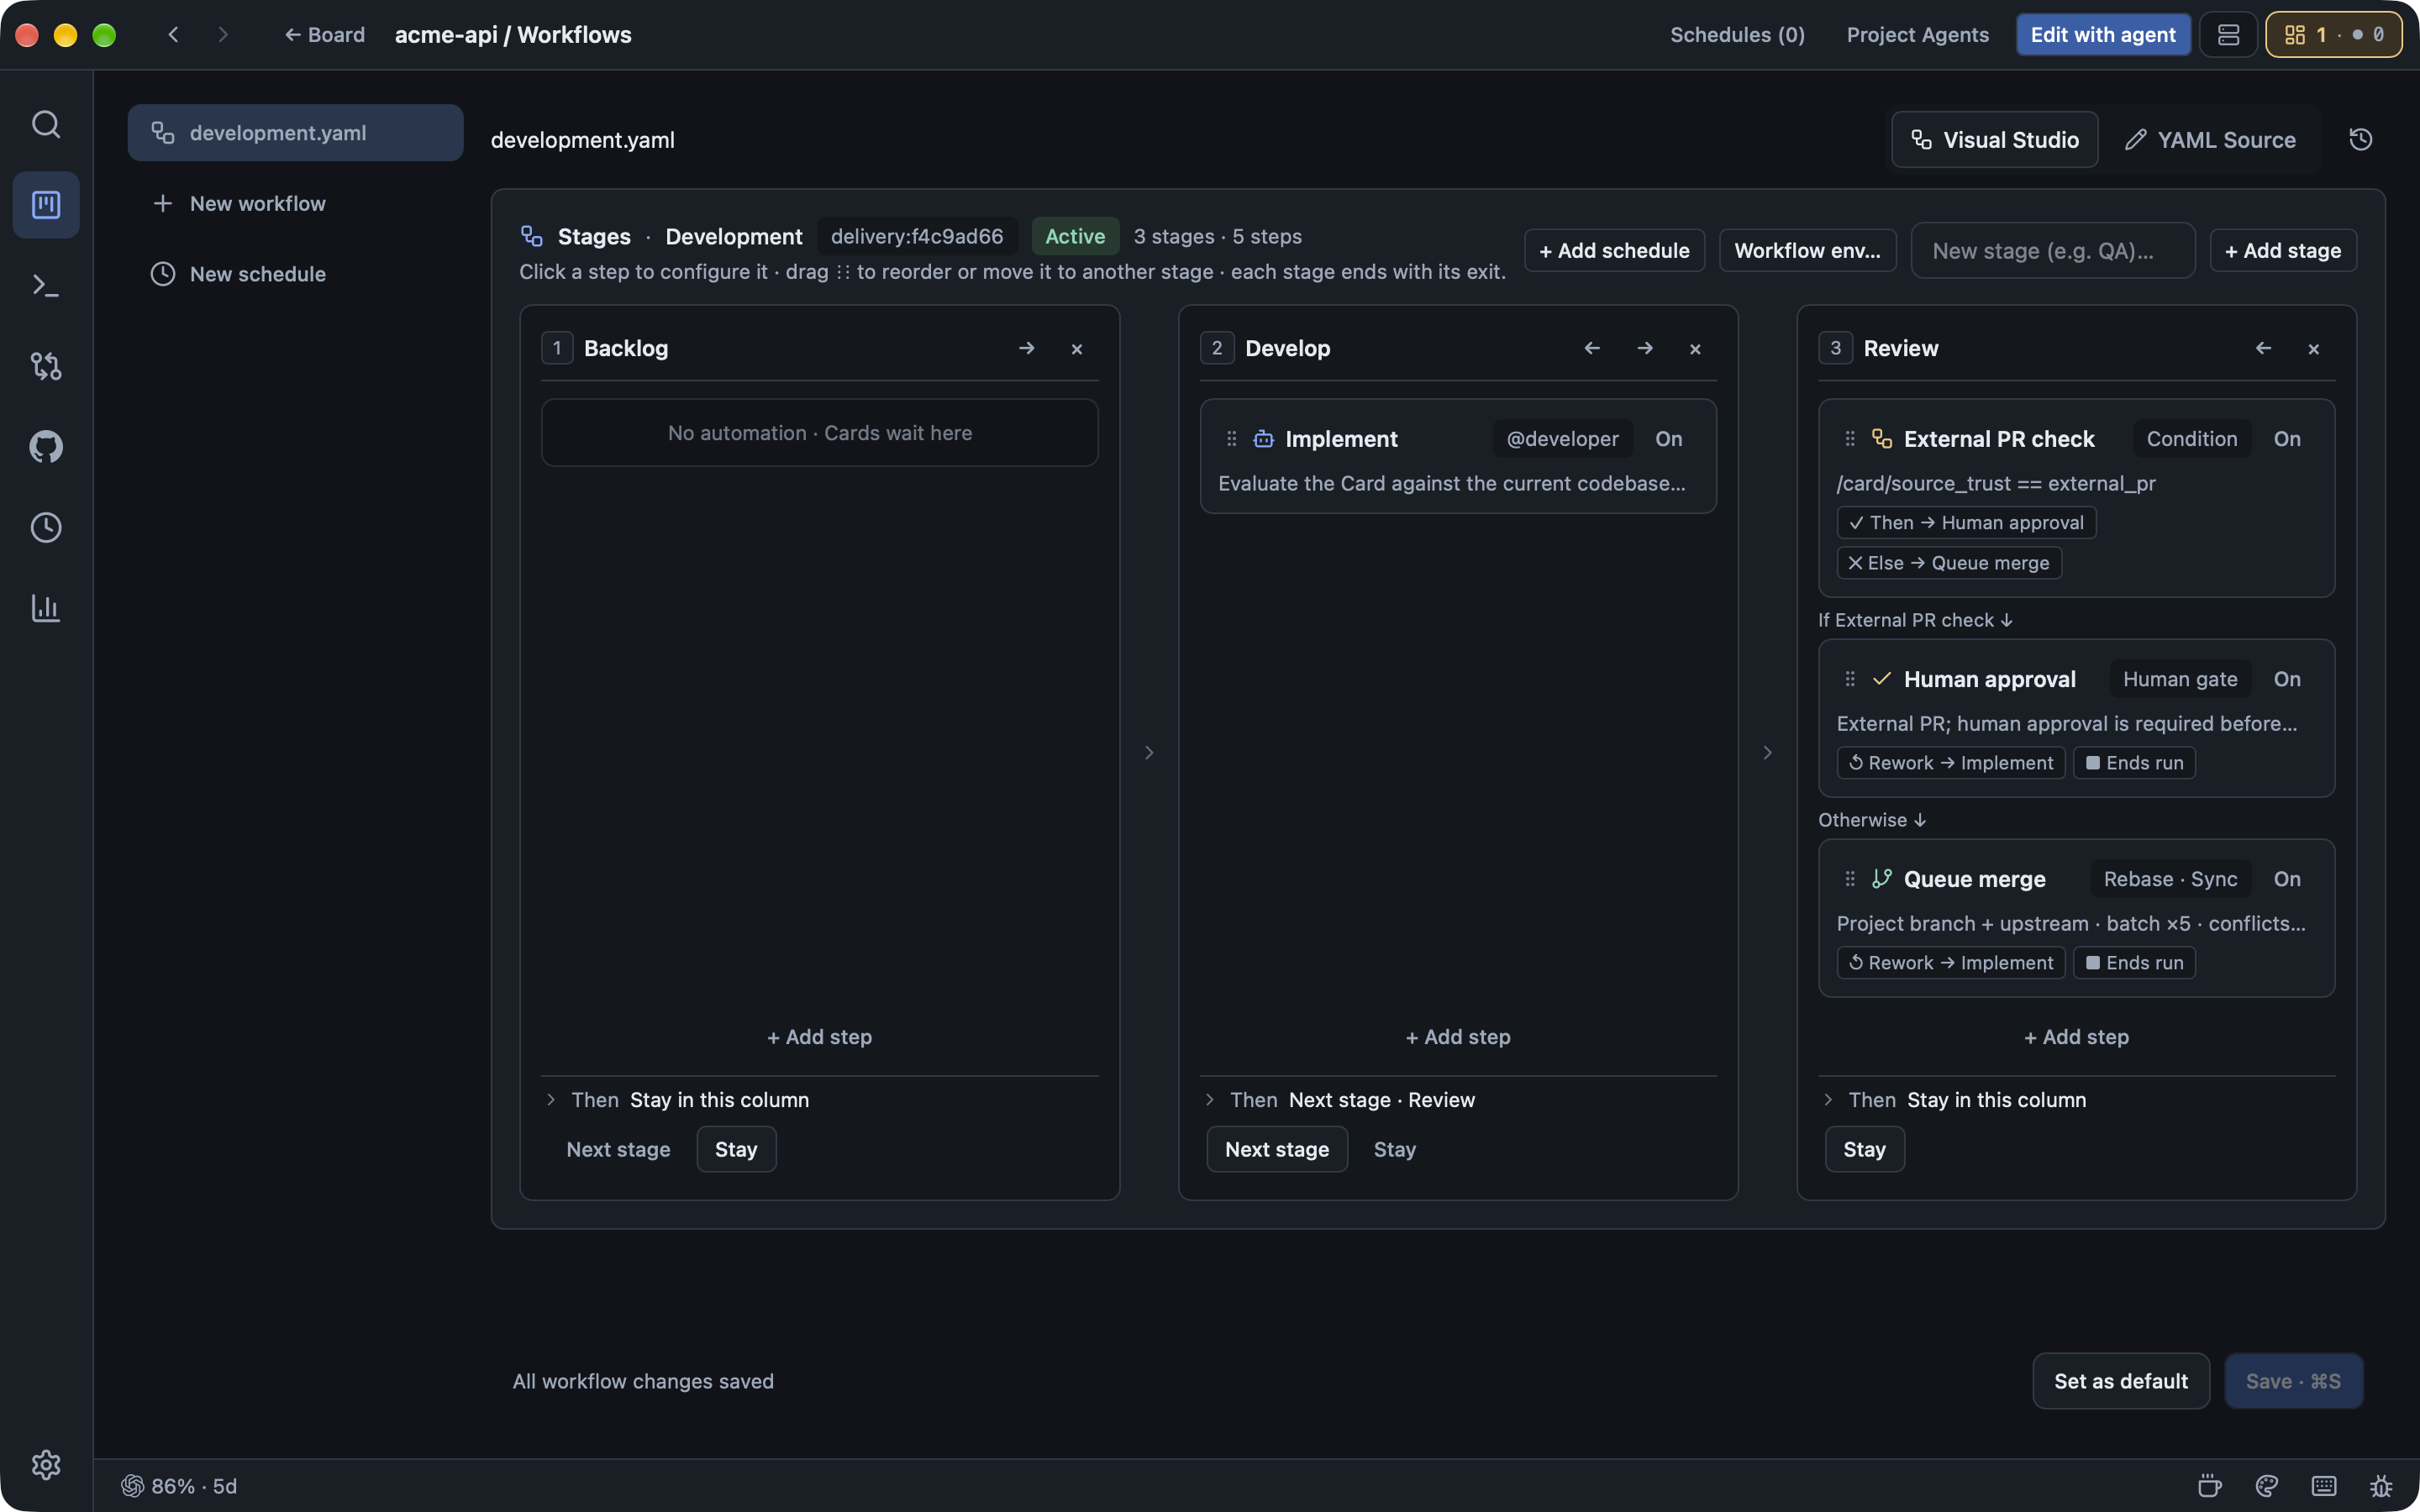 ← Board acme-api / Workflows Schedules (0) Project Agents Edit with agent 1 · 0
development.yaml
New workflow
New schedule
development.yaml Visual Studio YAML Source
Stages · Development delivery:f4c9ad66 Active 3 stages · 5 steps
Click a step to configure it · drag ⠿ to reorder or move it to another stage · each stage ends with its exit.
+ Add schedule Workflow env... New stage (e.g. QA)... + Add stage
1 Backlog → ×
No automation · Cards wait here
+ Add step
Then Stay in this column
Next stage Stay
2 Develop ← → ×
Implement @developer On
Evaluate the Card against the current codebase...
+ Add step
Then Next stage · Review
Next stage Stay
3 Review ← ×
External PR check Condition On
/card/source_trust == external_pr
✓ Then → Human approval
✕ Else → Queue merge
If External PR check ↓
Human approval Human gate On
External PR; human approval is required before...
Rework → Implement Ends run
Otherwise ↓
Queue merge Rebase · Sync On
Project branch + upstream · batch ×5 · conflicts...
Rework → Implement Ends run
+ Add step
Then Stay in this column
Stay
All workflow changes saved Set as default Save · ⌘S
86% · 5d